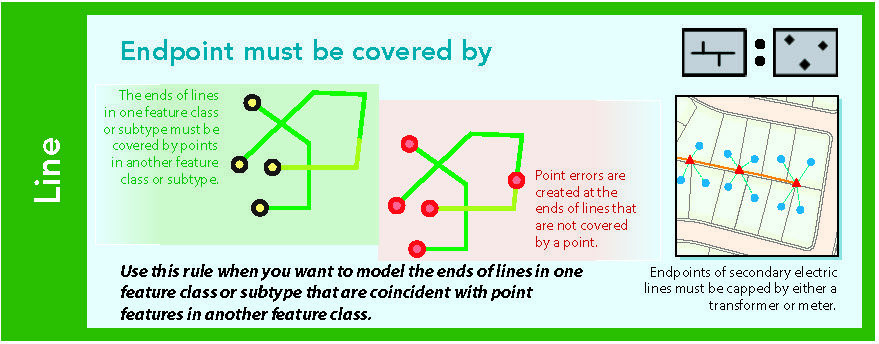 Line
Endpoint must be covered by
The ends of lines
in one feature class
or subtype must be
covered by points
in another feature
class or subtype.
Point errors are
created at the
ends of lines that
are not covered
by a point.
Use this rule when you want to model the ends of lines in one
feature class or subtype that are coincident with point
features in another feature class.
Endpoints of secondary electric
lines must be capped by either a
transformer or meter.